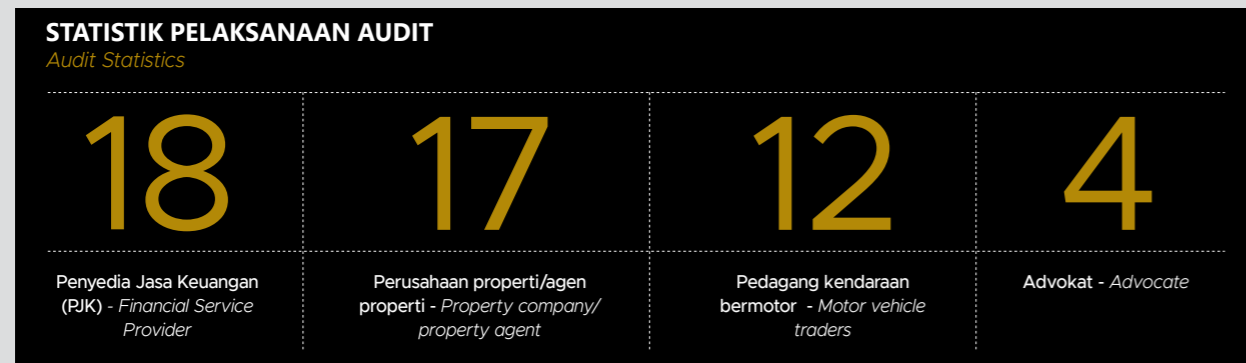 STATISTIK PELAKSANAAN AUDIT
Audit Statistics
18
Penyedia Jasa Keuangan
(PJK) - Financial Service
Provider
17
Perusahaan properti/agen
properti - Property company/
property agent
12
Pedagang kendaraan
bermotor - Motor vehicle
traders
4
Advokat - Advocate